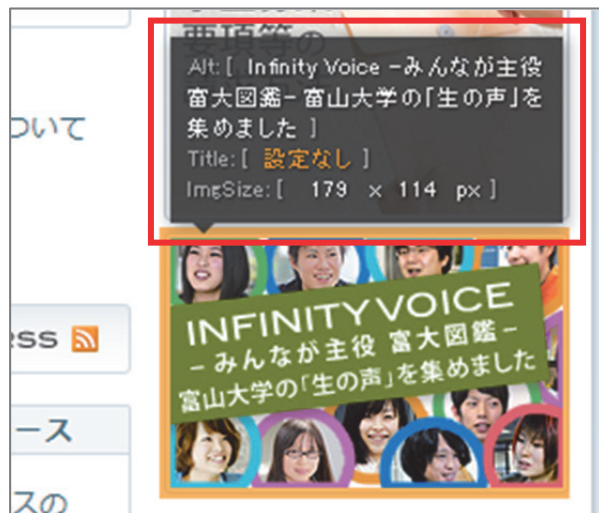 要項等の
Alt:[ Infinity Voice -みんなが主役
富大図鑑- 富山大学の「生の声」を
集めました ]
Title:[ 設定なし ]
ImgSize:[ 179 x 114 px ]
ついて
INFINITY VOICE
- みんなが主役 富大図鑑 -
富山大学の「生の声」を集めました
ess
ース
スの